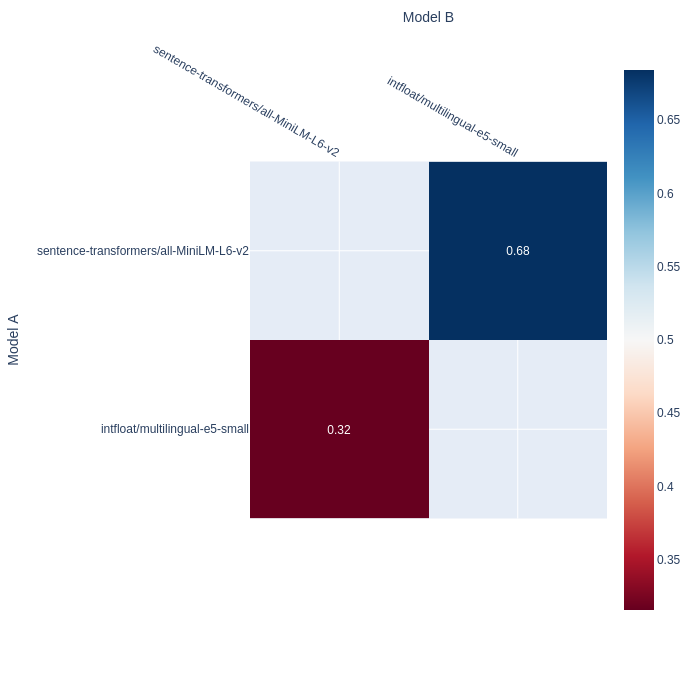 Model B
sentence-transformers/all-MiniLM-L6-v2
intfloat/multilingual-e5-small
Model A
sentence-transformers/all-MiniLM-L6-v2
intfloat/multilingual-e5-small
0.68
0.32
0.65
0.6
0.55
0.5
0.45
0.4
0.35